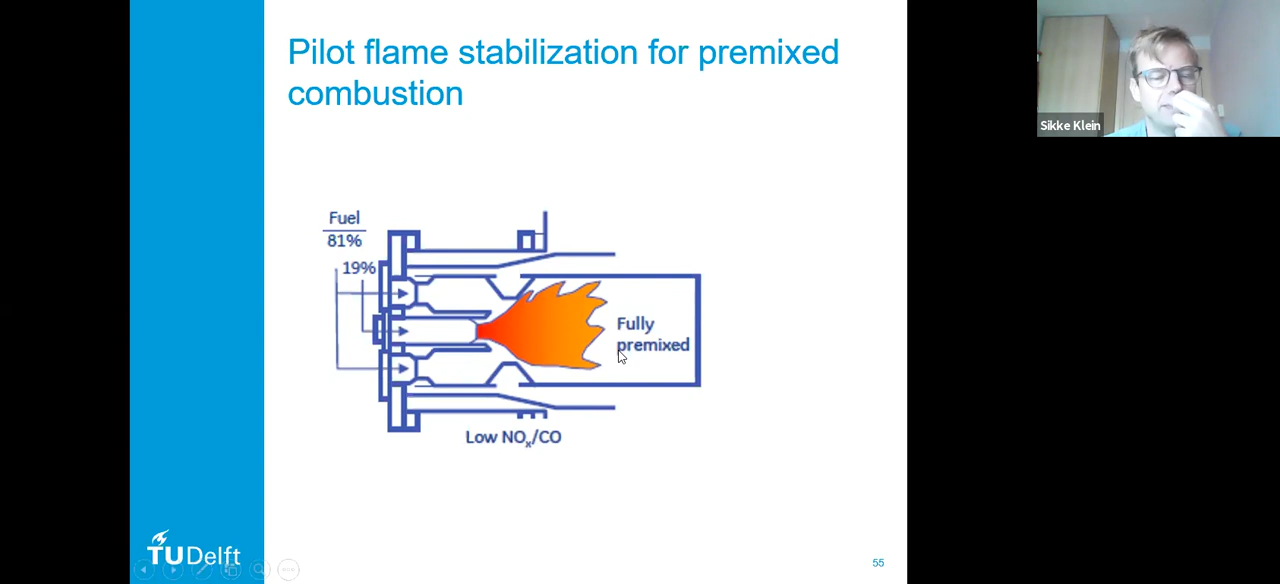 Pilot flame stabilization for premixed
combustion
Sikke Klein
Fuel
81%
19%
Fully
premixed
Low NOx/CO
TUDelft
55